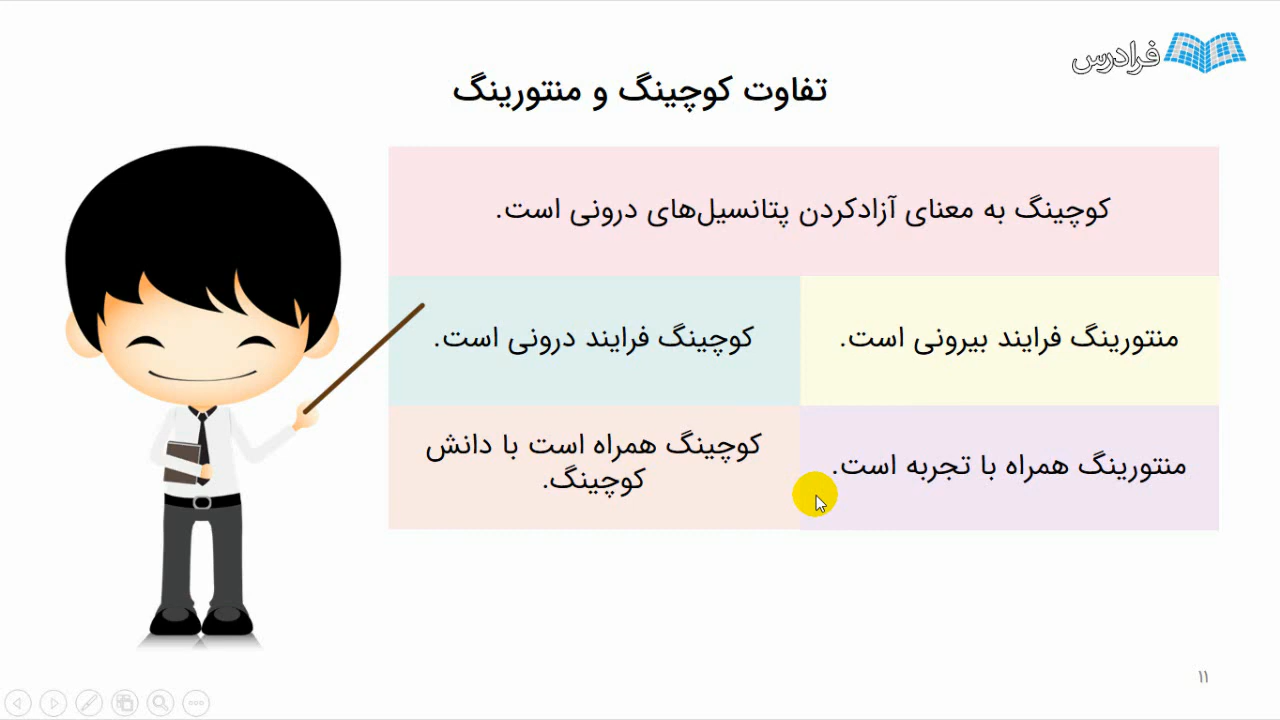 فرادرس
تفاوت کوچینگ و منتورینگ
کوچینگ به معنای آزادکردن پتانسیل‌های درونی است.
منتورینگ فرایند بیرونی است.
کوچینگ فرایند درونی است.
منتورینگ همراه با تجربه است.
کوچینگ همراه است با دانش
کوچینگ.
۱۱